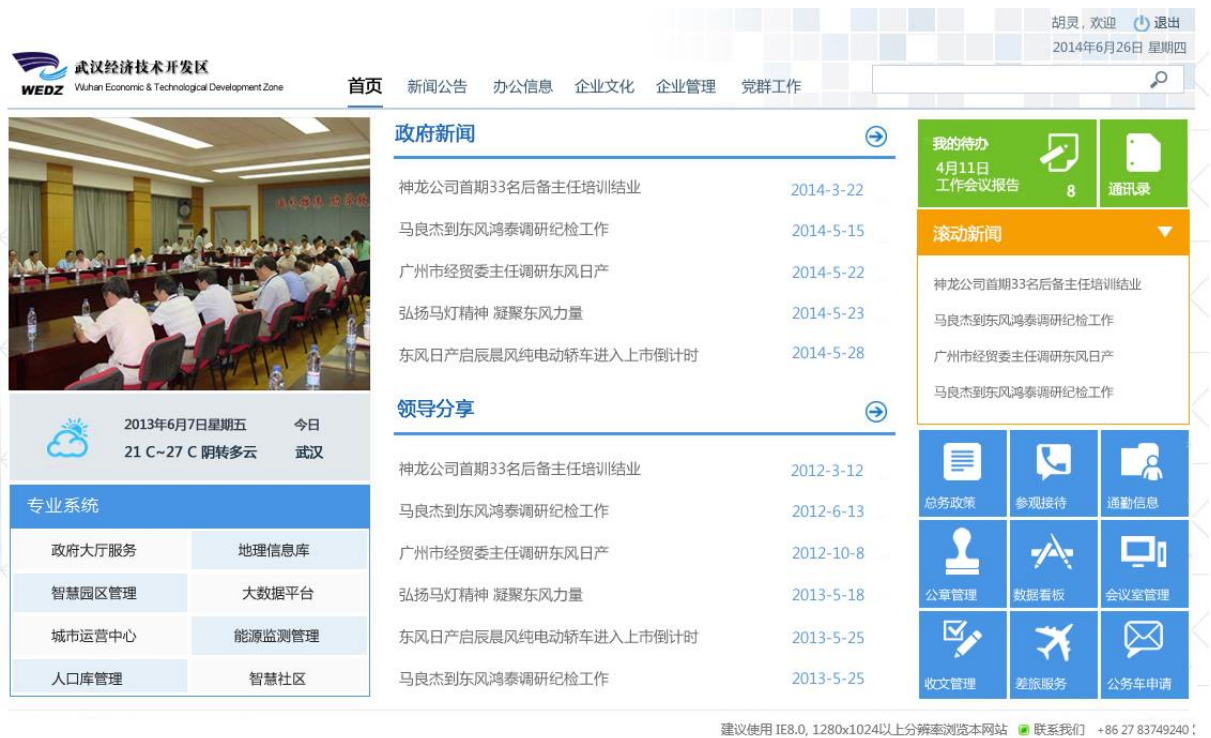 胡灵，欢迎 退出
2014年6月26日 星期四
武汉经济技术开发区
WEDZ Wuhan Economic & Technological Development Zone
首页 新闻公告 办公信息 企业文化 企业管理 党群工作
政府新闻
神龙公司首期33名后备主任培训结业 2014-3-22
马良杰到东风鸿泰调研纪检工作 2014-5-15
广州市经贸委主任调研东风日产 2014-5-22
弘扬马灯精神 凝聚东风力量 2014-5-23
东风日产启辰晨风纯电动轿车进入上市倒计时 2014-5-28
领导分享
神龙公司首期33名后备主任培训结业 2012-3-12
马良杰到东风鸿泰调研纪检工作 2012-6-13
广州市经贸委主任调研东风日产 2012-10-8
弘扬马灯精神 凝聚东风力量 2013-5-18
东风日产启辰晨风纯电动轿车进入上市倒计时 2013-5-25
马良杰到东风鸿泰调研纪检工作 2013-5-25
2013年6月7日星期五 今日
21 C~27 C 阴转多云 武汉
专业系统
政府大厅服务 地理信息库
智慧园区管理 大数据平台
城市运营中心 能源监测管理
人口库管理 智慧社区
我的待办
4月11日
工作会议报告 8
通讯录
滚动新闻
神龙公司首期33名后备主任培训结业
马良杰到东风鸿泰调研纪检工作
广州市经贸委主任调研东风日产
马良杰到东风鸿泰调研纪检工作
总务政策 参观接待 通勤信息
公章管理 数据看板 会议室管理
收文管理 差旅服务 公务车申请
建议使用 IE8.0, 1280x1024以上分辨率浏览本网站 联系我们 +86 27 83749240